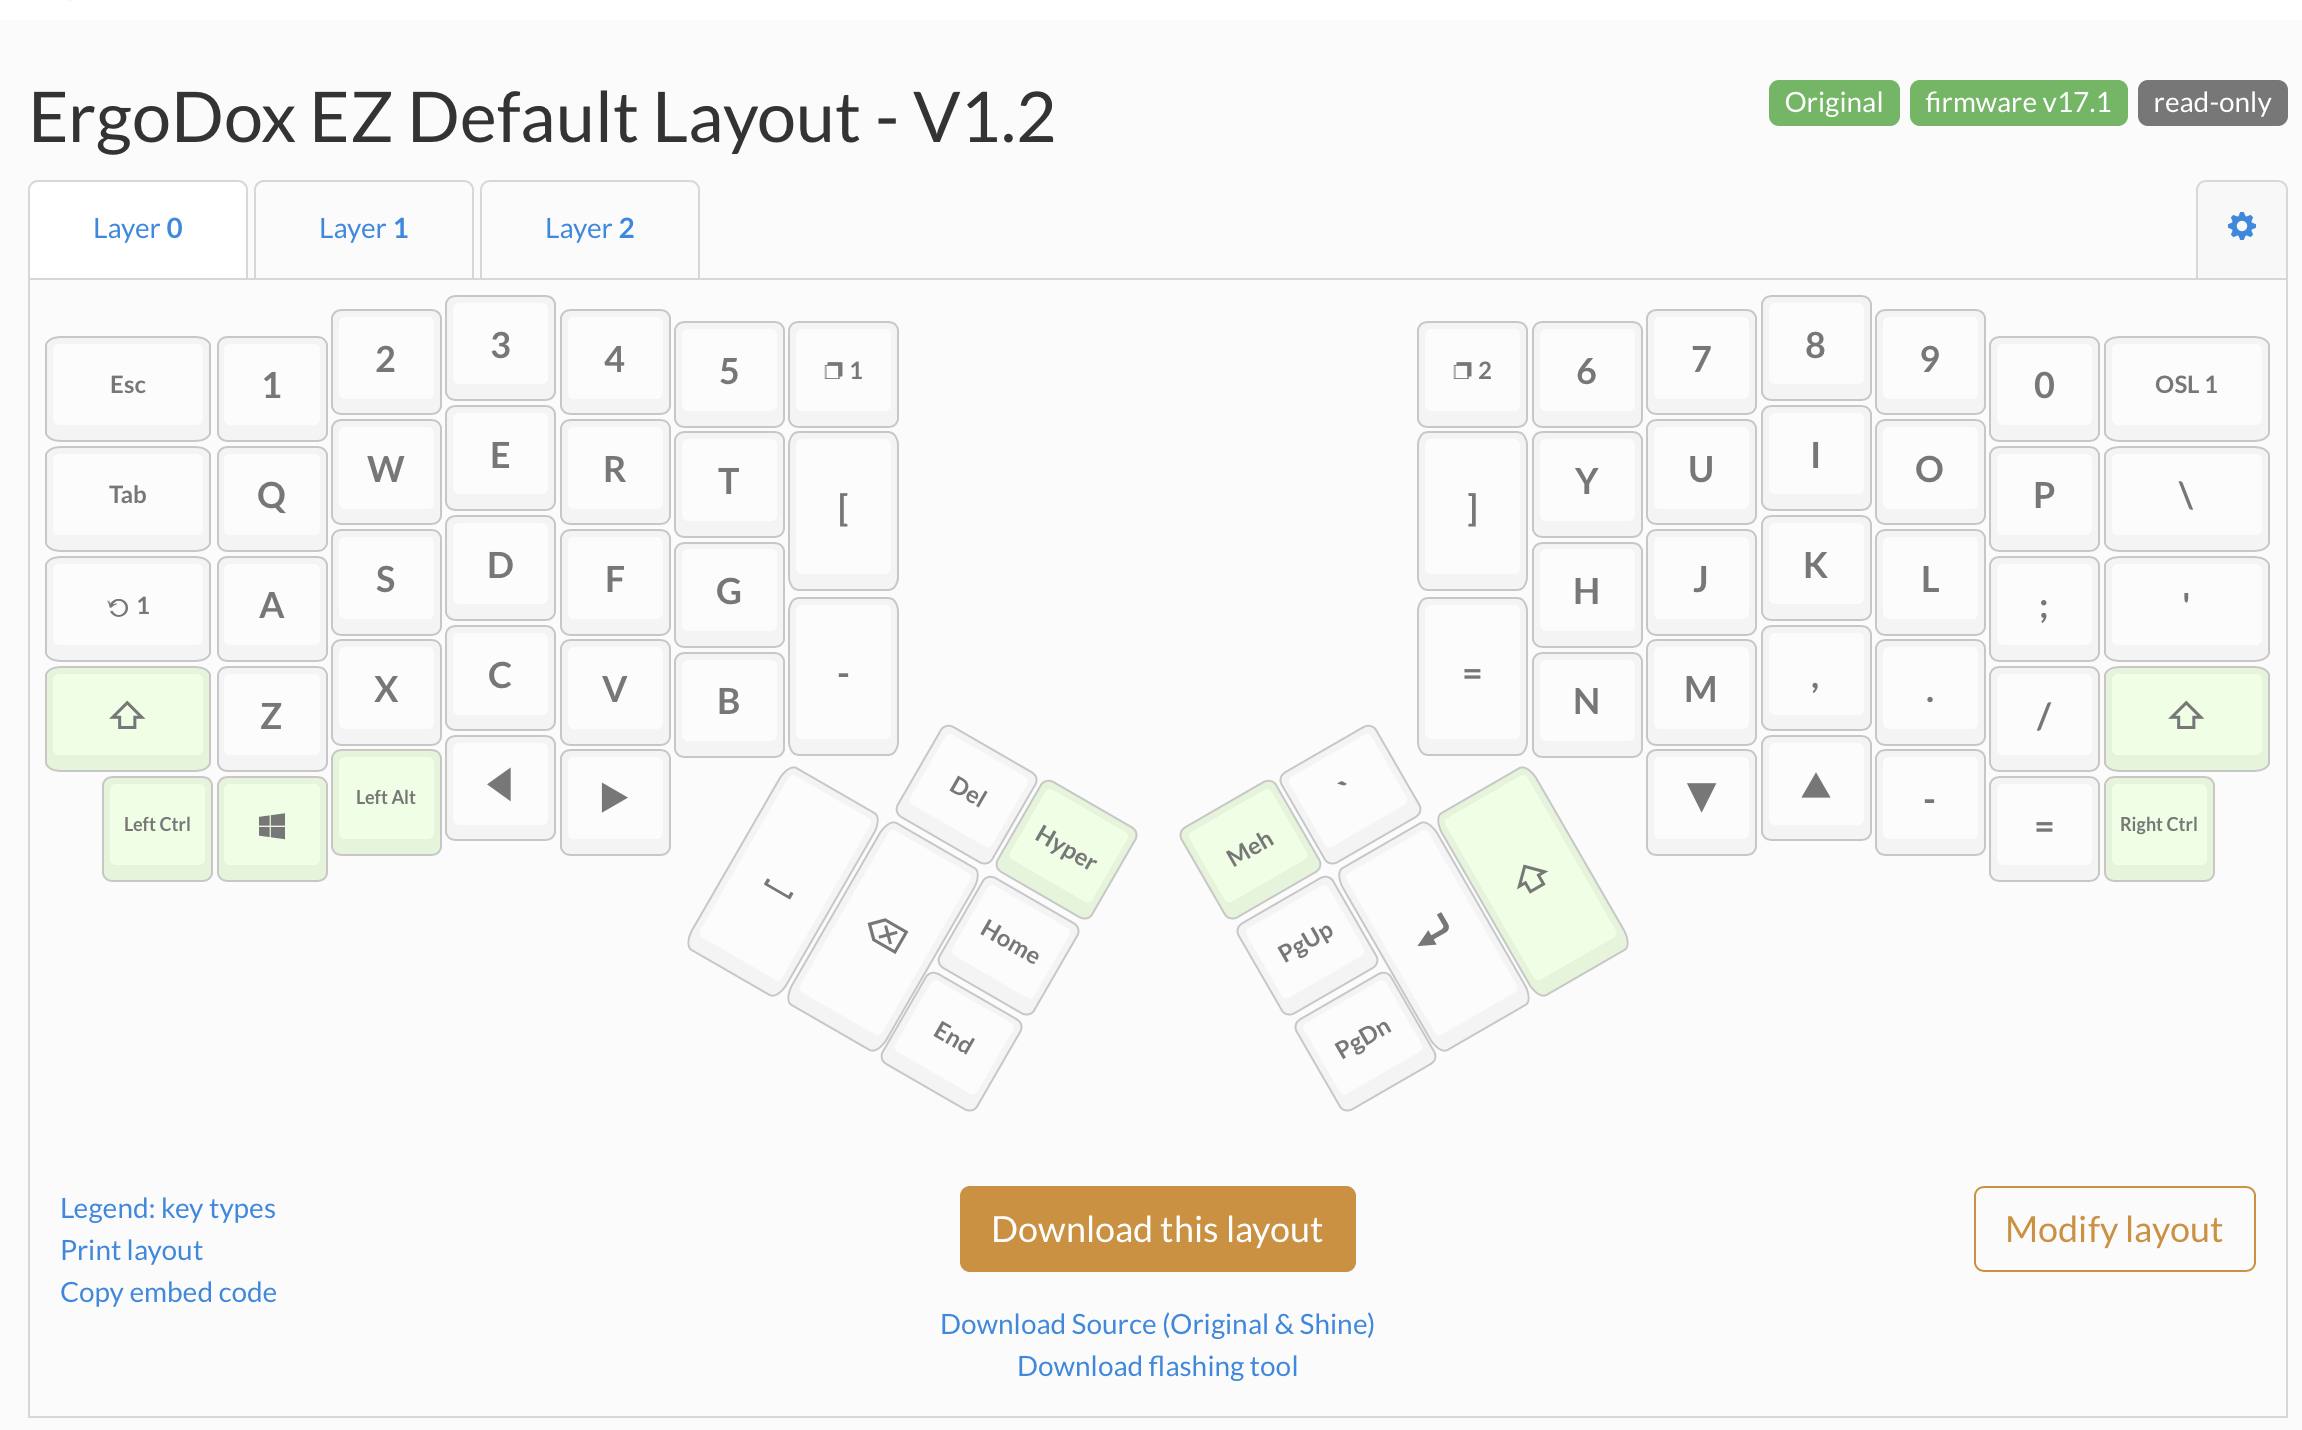 ErgoDox EZ Default Layout - V1.2
Original firmware v17.1 read-only
Layer 0 Layer 1 Layer 2
Esc 1 2 3 4 5 1
2 6 7 8 9 0 OSL 1
Tab Q W E R T [
] Y U I O P \
1 A S D F G
H J K L ; '
Z X C V B -
= N M , . /
Left Ctrl Left Alt
- = Right Ctrl
Del Hyper
Home
End
Meh `
PgUp
PgDn
Legend: key types
Print layout
Copy embed code
Download this layout
Modify layout
Download Source (Original & Shine)
Download flashing tool